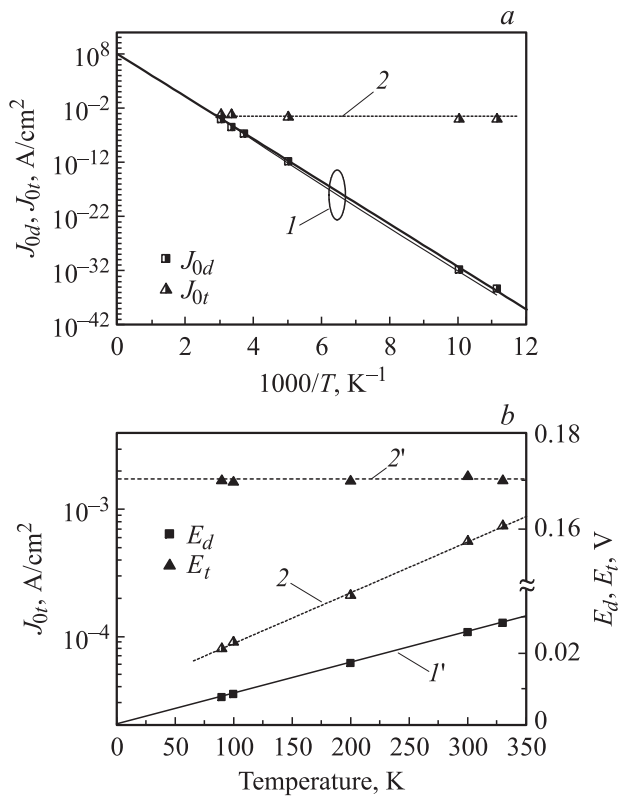 a
10^8
10^−2
10^−12
10^−22
10^−32
10^−42
J_0d, J_0t, A/cm^2
2
1
J_0d
J_0t
0 2 4 6 8 10 12
1000/T, K^−1
b
0.18
0.16
0.02
0
E_d, E_t, V
10^−3
10^−4
J_0t, A/cm^2
2'
E_d
E_t
2
1'
≈
0 50 100 150 200 250 300 350
Temperature, K